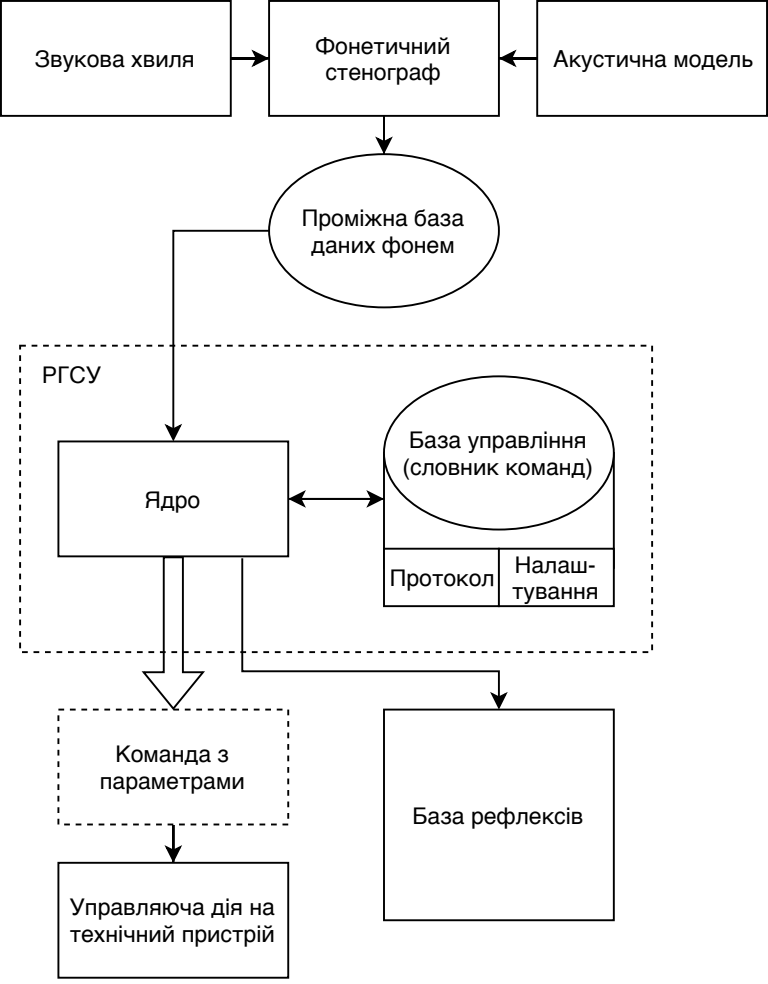 Звукова хвиля
Фонетичний
стенограф
Акустична модель
Проміжна база
даних фонем
РГСУ
База управління
(словник команд)
Ядро
Протокол
Налаш-
тування
Команда з
параметрами
База рефлексів
Управляюча дія на
технічний пристрій